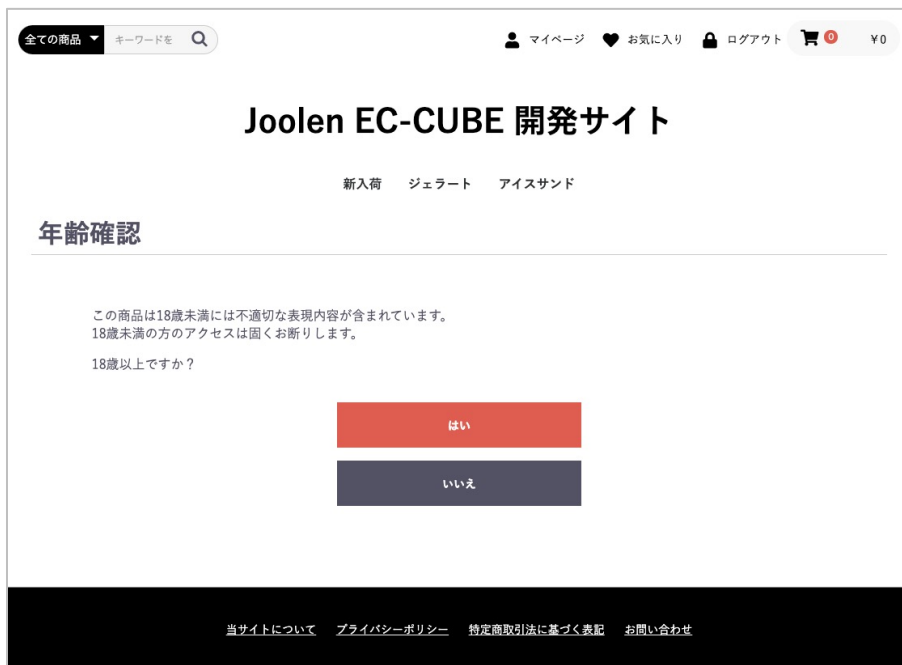 全ての商品 キーワードを マイページ お気に入り ログアウト 0 ¥0
Joolen EC-CUBE 開発サイト
新入荷 ジェラート アイスサンド
年齢確認
この商品は18歳未満には不適切な表現内容が含まれています。
18歳未満の方のアクセスは固くお断りします。
18歳以上ですか？
はい
いいえ
当サイトについて プライバシーポリシー 特定商取引法に基づく表記 お問い合わせ